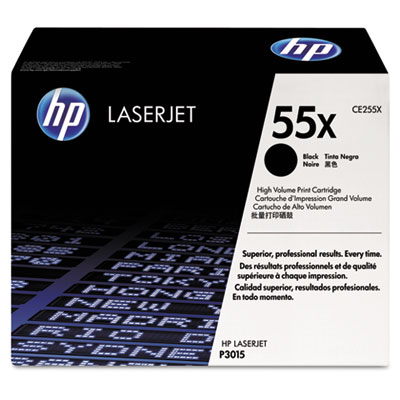 hp
hp
LASERJET
55X
CE255X
Black Tinta Negra
Noire 黑色
High Volume Print Cartridge
Cartouche d'Impression Grand Volume
Cartucho de Alto Volumen
批量打印硒鼓
Superior, professional results. Every time.
Des résultats professionnels et de qualité
supérieure à chaque impression.
Calidad superior, resultados profesionales.
En todo momento.
HP LASERJET
P3015